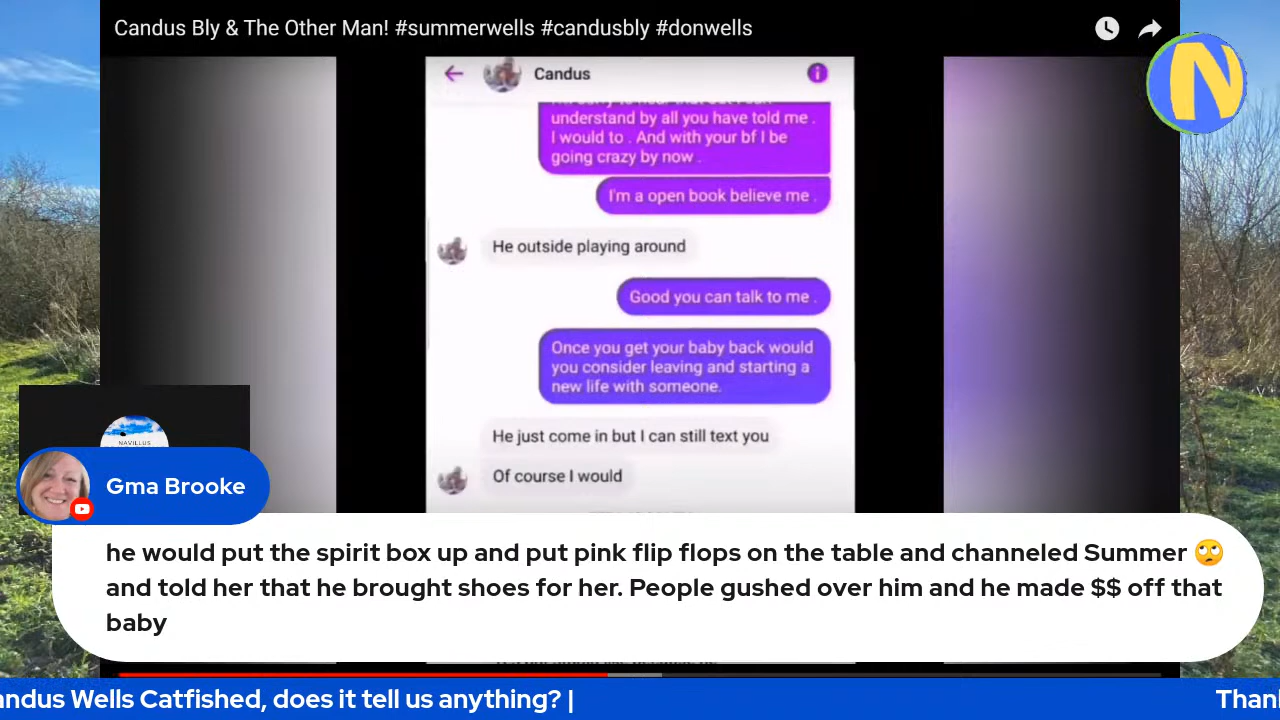 Candus Bly & The Other Man! #summerwells #candusbly #donwells
N
Candus
understand by all you have told me .
I would to . And with your bf I be
going crazy by now .
I'm a open book believe me .
He outside playing around
Good you can talk to me .
Once you get your baby back would
you consider leaving and starting a
new life with someone.
He just come in but I can still text you
Of course I would
NAVILLUS
Gma Brooke
he would put the spirit box up and put pink flip flops on the table and channeled Summer 🙄
and told her that he brought shoes for her. People gushed over him and he made $$ off that
baby
andus Wells Catfished, does it tell us anything? |
Thank